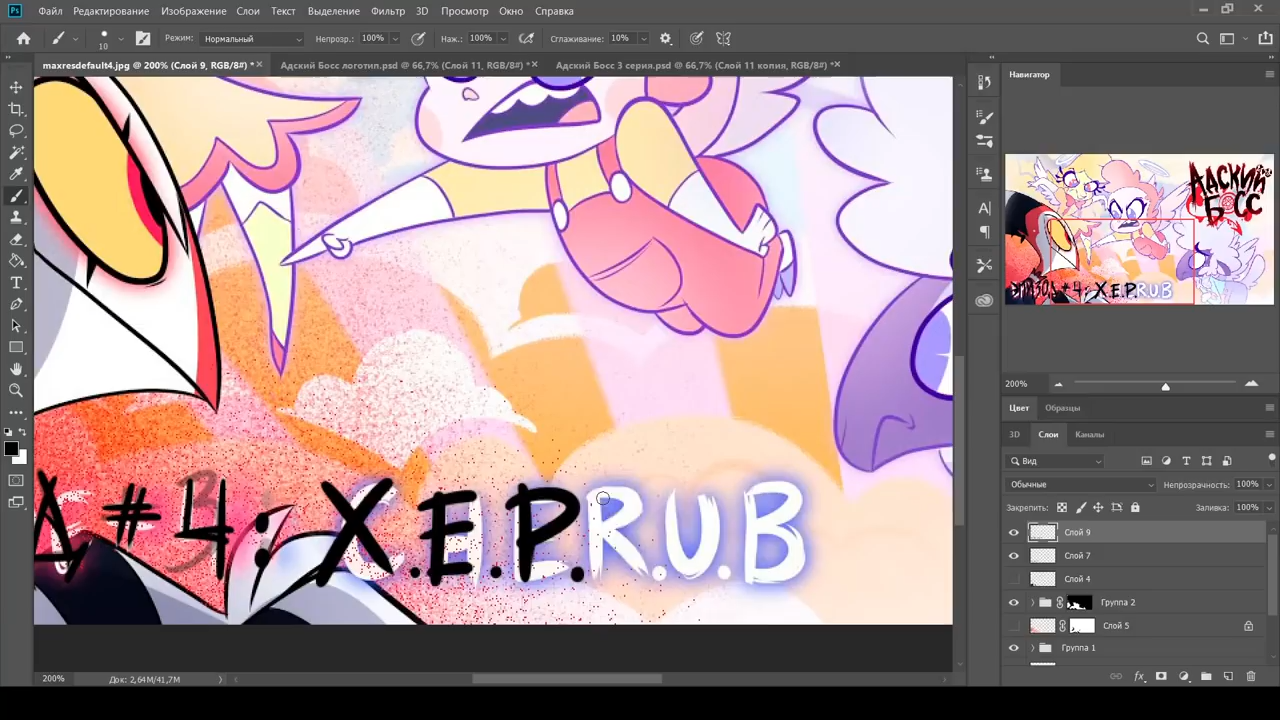 Файл Редактирование Изображение Слои Текст Выделение Фильтр 3D Просмотр Окно Справка
10 Режим: Нормальный Непрозр.: 100% Наж.: 100% Сглаживание: 10%
maxresdefault4.jpg @ 200% (Слой 9, RGB/8#) * × Адский Босс логотип.psd @ 66,7% (Слой 11, RGB/8#) * × Адский Босс 3 серия.psd @ 66,7% (Слой 11 копия, RGB/8#) * ×
Навигатор
АДСКИЙ
БОСС
ЭПИЗОД #4: Х.Е.Р.R.U.B
200%
Цвет Образцы
3D Слои Каналы
Вид
Обычные Непрозрачность: 100%
Закрепить: Заливка: 100%
Слой 9
Слой 7
Слой 4
Группа 2
Слой 5
Группа 1
Д #4: Х.Е.Р.R.U.B
200% Док: 2,64M/41,7M
fx